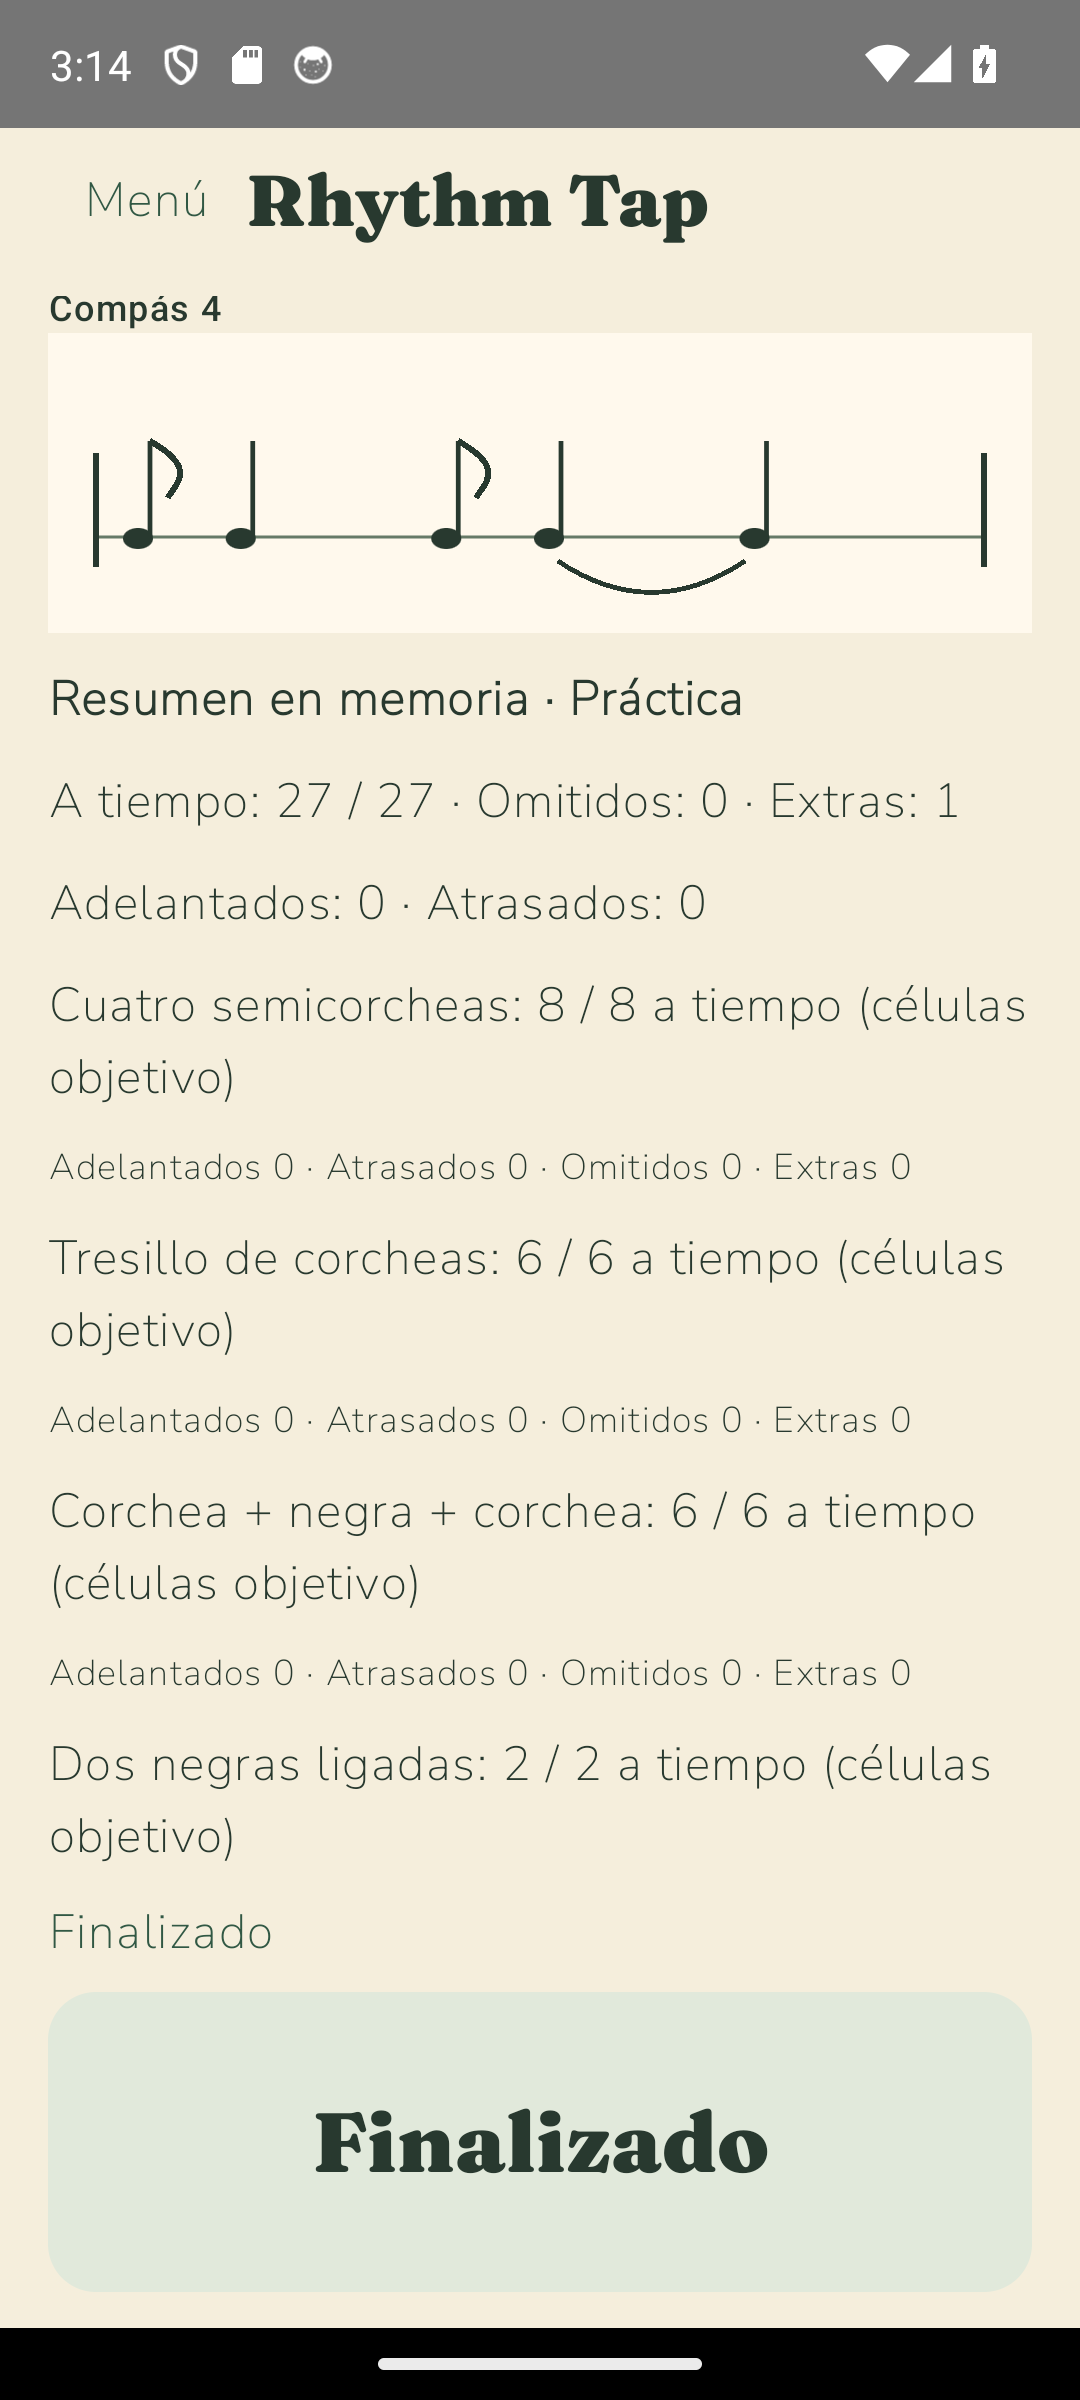 3:14
Menú Rhythm Tap
Compás 4
Resumen en memoria · Práctica
A tiempo: 27 / 27 · Omitidos: 0 · Extras: 1
Adelantados: 0 · Atrasados: 0
Cuatro semicorcheas: 8 / 8 a tiempo (células
objetivo)
Adelantados 0 · Atrasados 0 · Omitidos 0 · Extras 0
Tresillo de corcheas: 6 / 6 a tiempo (células
objetivo)
Adelantados 0 · Atrasados 0 · Omitidos 0 · Extras 0
Corchea + negra + corchea: 6 / 6 a tiempo
(células objetivo)
Adelantados 0 · Atrasados 0 · Omitidos 0 · Extras 0
Dos negras ligadas: 2 / 2 a tiempo (células
objetivo)
Finalizado
Finalizado